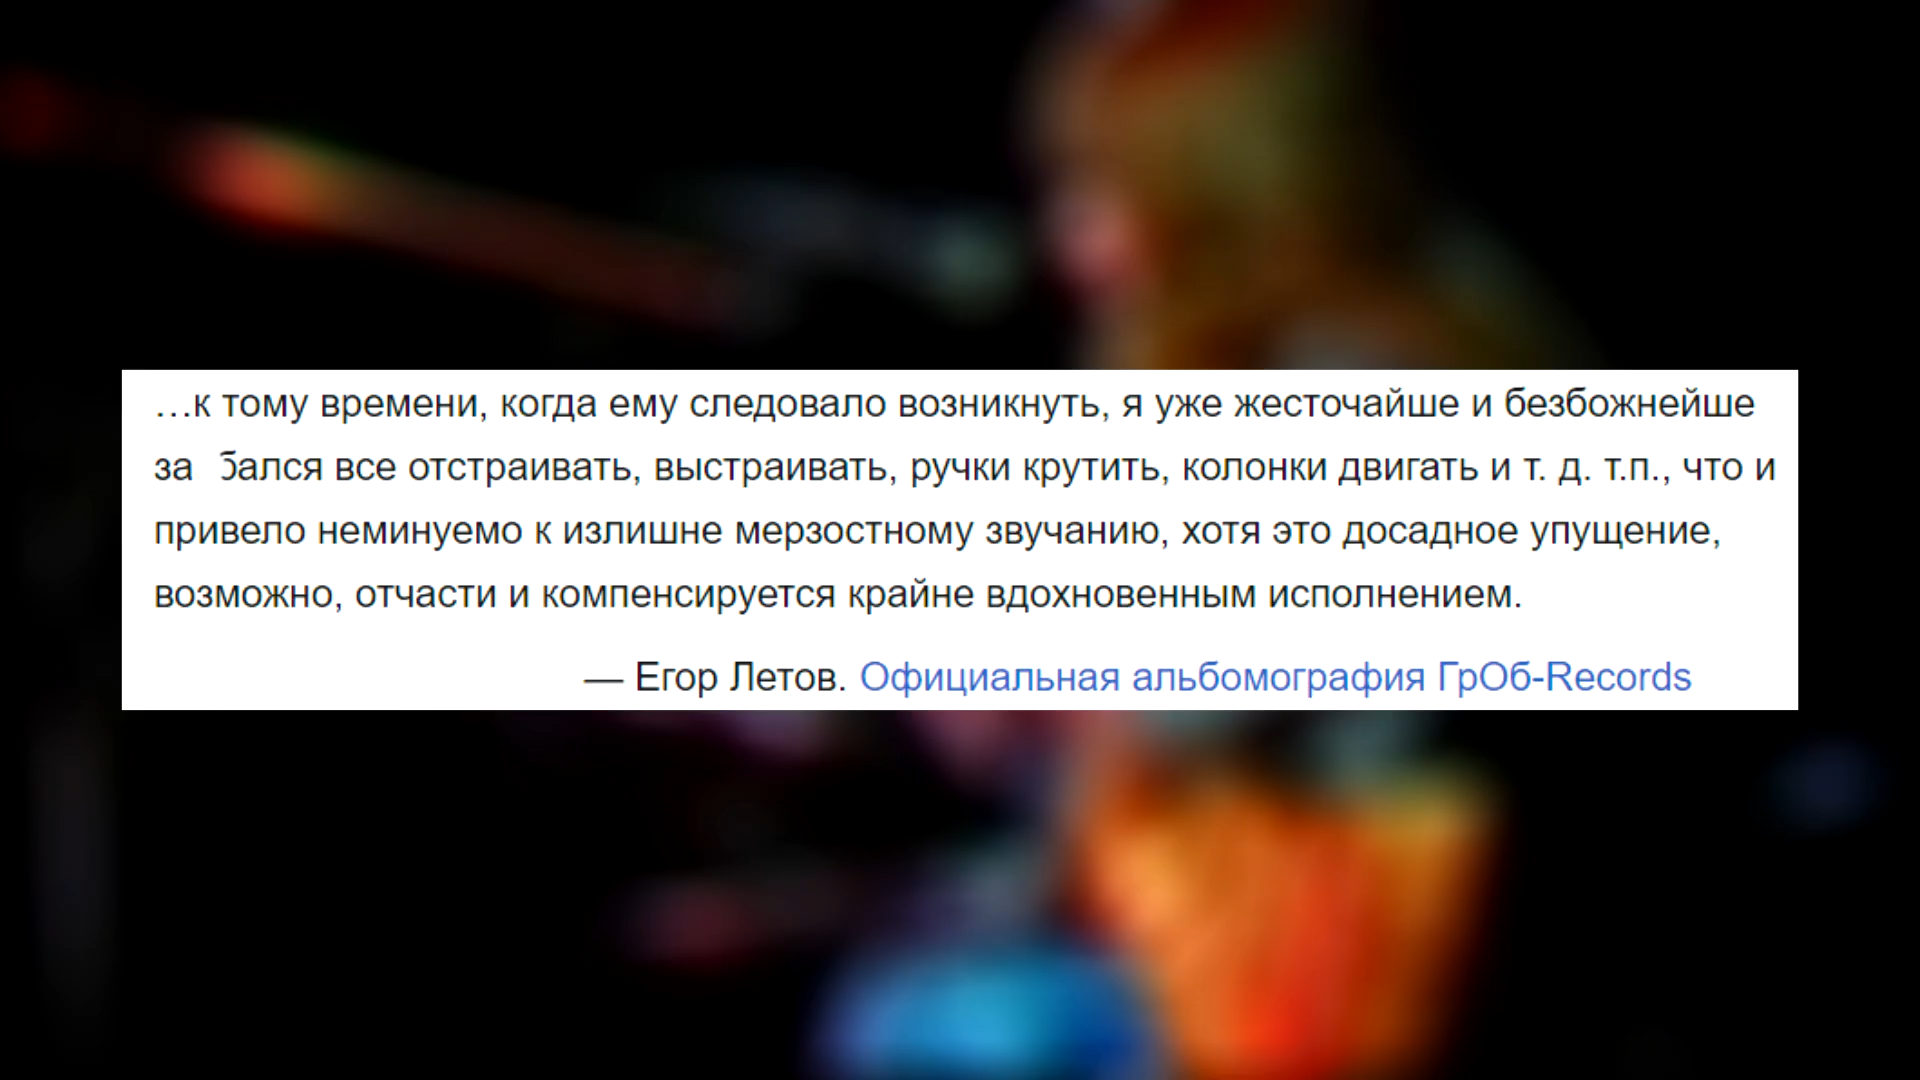 …к тому времени, когда ему следовало возникнуть, я уже жесточайше и безбожнейше
за бался все отстраивать, выстраивать, ручки крутить, колонки двигать и т. д. т.п., что и
привело неминуемо к излишне мерзостному звучанию, хотя это досадное упущение,
возможно, отчасти и компенсируется крайне вдохновенным исполнением.
— Егор Летов. Официальная альбомография ГрОб-Records